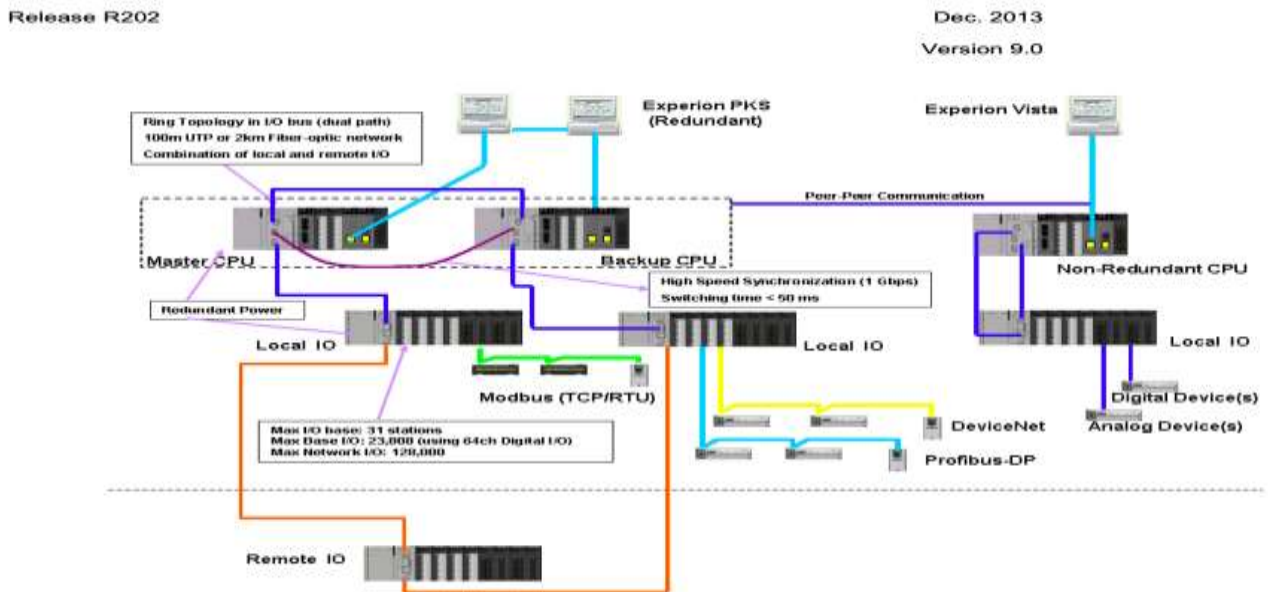 Release R202
Dec. 2013
Version 9.0
Ring Topology in I/O bus (dual path)
100m UTP or 2km Fiber-optic network
Combination of local and remote I/O
Experion PKS
(Redundant)
Experion Vista
Peer-Peer Communication
Master CPU
Backup CPU
Non-Redundant CPU
High Speed Synchronization (1 Gbps)
Switching time < 50 ms
Redundant Power
Local IO
Local IO
Local IO
Modbus (TCP/RTU)
Digital Device(s)
Analog Device(s)
DeviceNet
Profibus-DP
Max I/O base: 31 stations
Max Base I/O: 23,808 (using 64ch Digital I/O)
Max Network I/O: 128,000
Remote IO